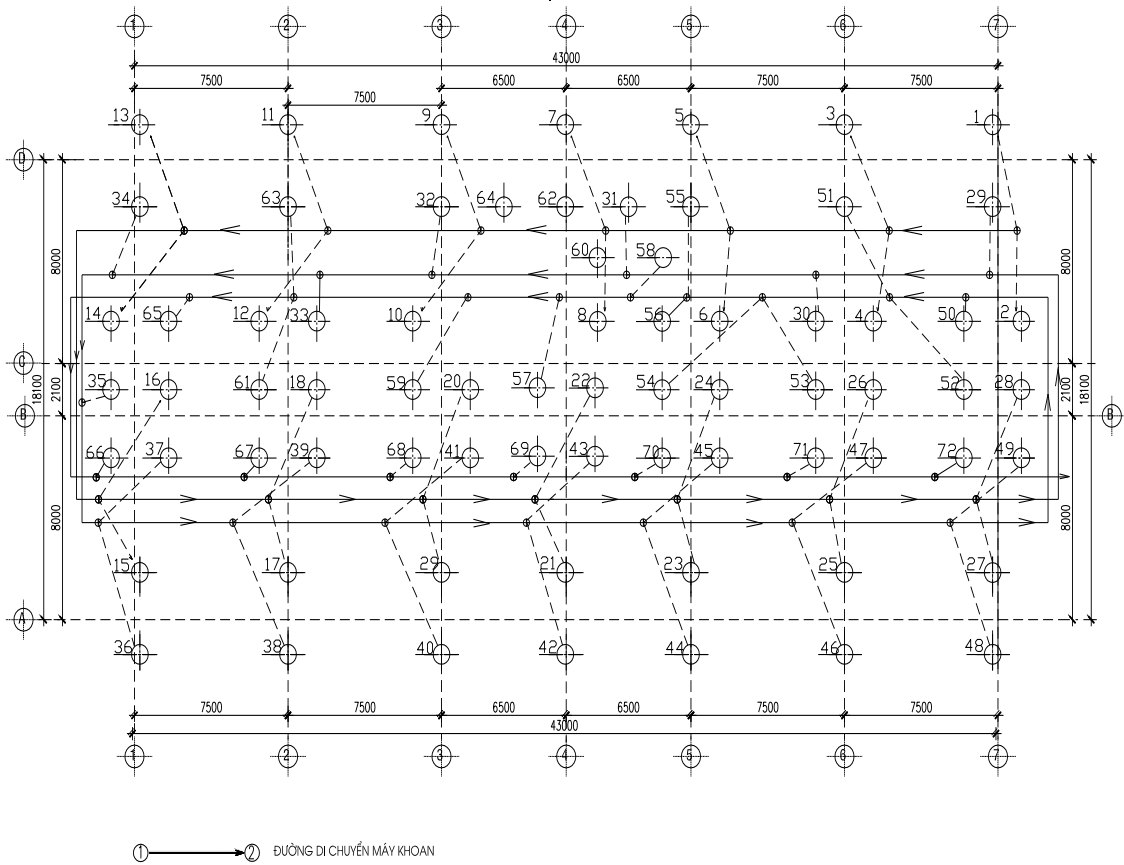 1 2 3 4 5 6 7
43000
7500 6500 6500 7500 7500
7500
13 11 9 7 5 3 1
D
34 63 32 64 62 31 55 51 29
60 58
8000 8000
14 65 12 33 10 8 56 6 30 4 50 2
C
35 16 61 18 59 20 57 22 54 24 53 26 52 28
18100 2100 2100 18100
B B
66 37 67 39 68 41 69 43 70 45 71 47 72 49
8000 8000
15 17 29 21 23 25 27
A
36 38 40 42 44 46 48
7500 7500 6500 6500 7500 7500
43000
1 2 3 4 5 6 7
1 2 ĐƯỜNG DI CHUYỂN MÁY KHOAN